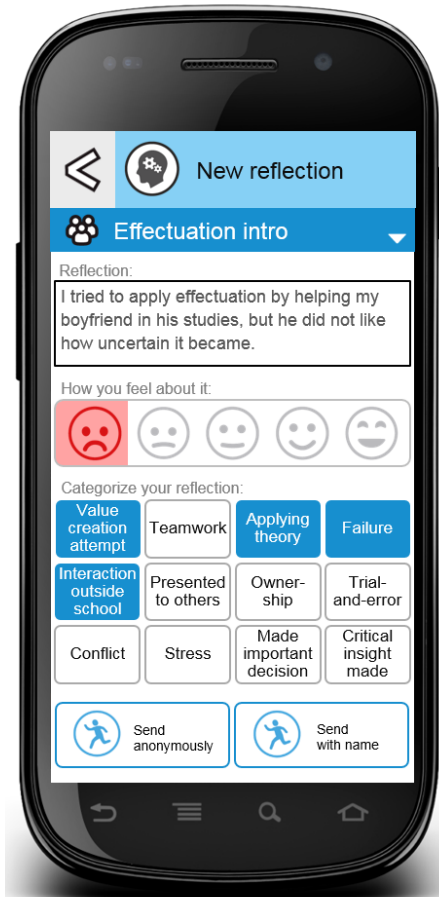 New reflection
Effectuation intro
Reflection:
I tried to apply effectuation by helping my
boyfriend in his studies, but he did not like
how uncertain it became.
How you feel about it:
Categorize your reflection:
Value
creation
attempt
Teamwork
Applying
theory
Failure
Interaction
outside
school
Presented
to others
Owner-
ship
Trial-
and-error
Conflict
Stress
Made
important
decision
Critical
insight
made
Send
anonymously
Send
with name